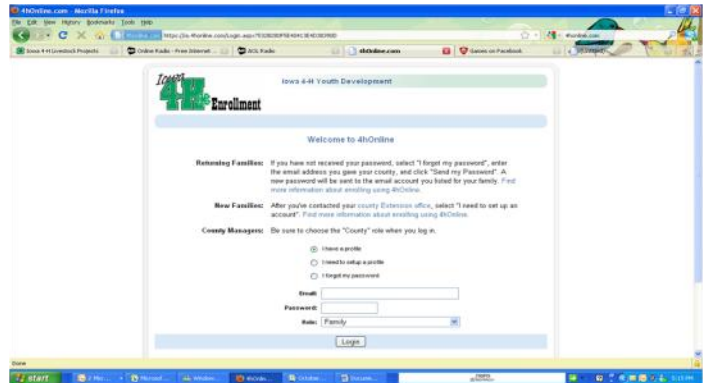 4hOnline.com - Mozilla Firefox
File Edit View History Bookmarks Tools Help
4honline.com
Iowa 4-H Livestock Projects
Online Radio - Free Internet ...
AOL Radio
4hOnline.com
Games on Facebook
Iowa
4-H
Enrollment
Iowa 4-H Youth Development
Welcome to 4hOnline
Returning Families: If you have not received your password, select "I forgot my password", enter
the email address you gave your county, and click "Send my Password". A
new password will be sent to the email account you listed for your family. Find
more information about enrolling using 4hOnline.
New Families: After you've contacted your county Extension office, select "I need to set up an
account". Find more information about enrolling using 4hOnline.
County Managers: Be sure to choose the "County" role when you log in.
I have a profile
I need to setup a profile
I forgot my password
Email:
Password:
Role: Family
Login
Done
start
5:15 PM